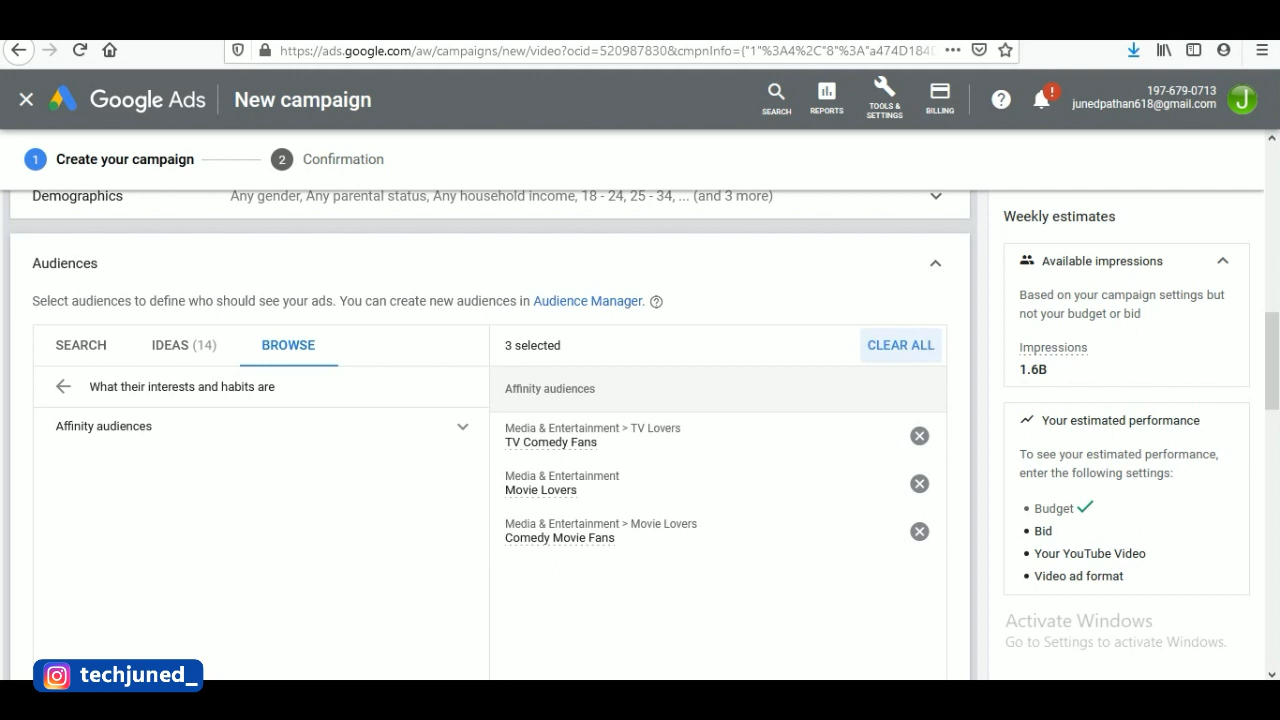 https://ads.google.com/aw/campaigns/new/video?ocid=520987830&cmpnInfo={"1"%3A4%2C"8"%3A"a474D184
Google Ads
New campaign
SEARCH
REPORTS
TOOLS & SETTINGS
BILLING
197-679-0713
junedpathan618@gmail.com
J
1 Create your campaign
2 Confirmation
Demographics
Any gender, Any parental status, Any household income, 18 - 24, 25 - 34, ... (and 3 more)
Audiences
Select audiences to define who should see your ads. You can create new audiences in Audience Manager.
SEARCH
IDEAS (14)
BROWSE
3 selected
CLEAR ALL
What their interests and habits are
Affinity audiences
Affinity audiences
Media & Entertainment > TV Lovers
TV Comedy Fans
Media & Entertainment
Movie Lovers
Media & Entertainment > Movie Lovers
Comedy Movie Fans
Weekly estimates
Available impressions
Based on your campaign settings but
not your budget or bid
Impressions
1.6B
Your estimated performance
To see your estimated performance,
enter the following settings:
• Budget
• Bid
• Your YouTube Video
• Video ad format
Activate Windows
Go to Settings to activate Windows.
techjuned_